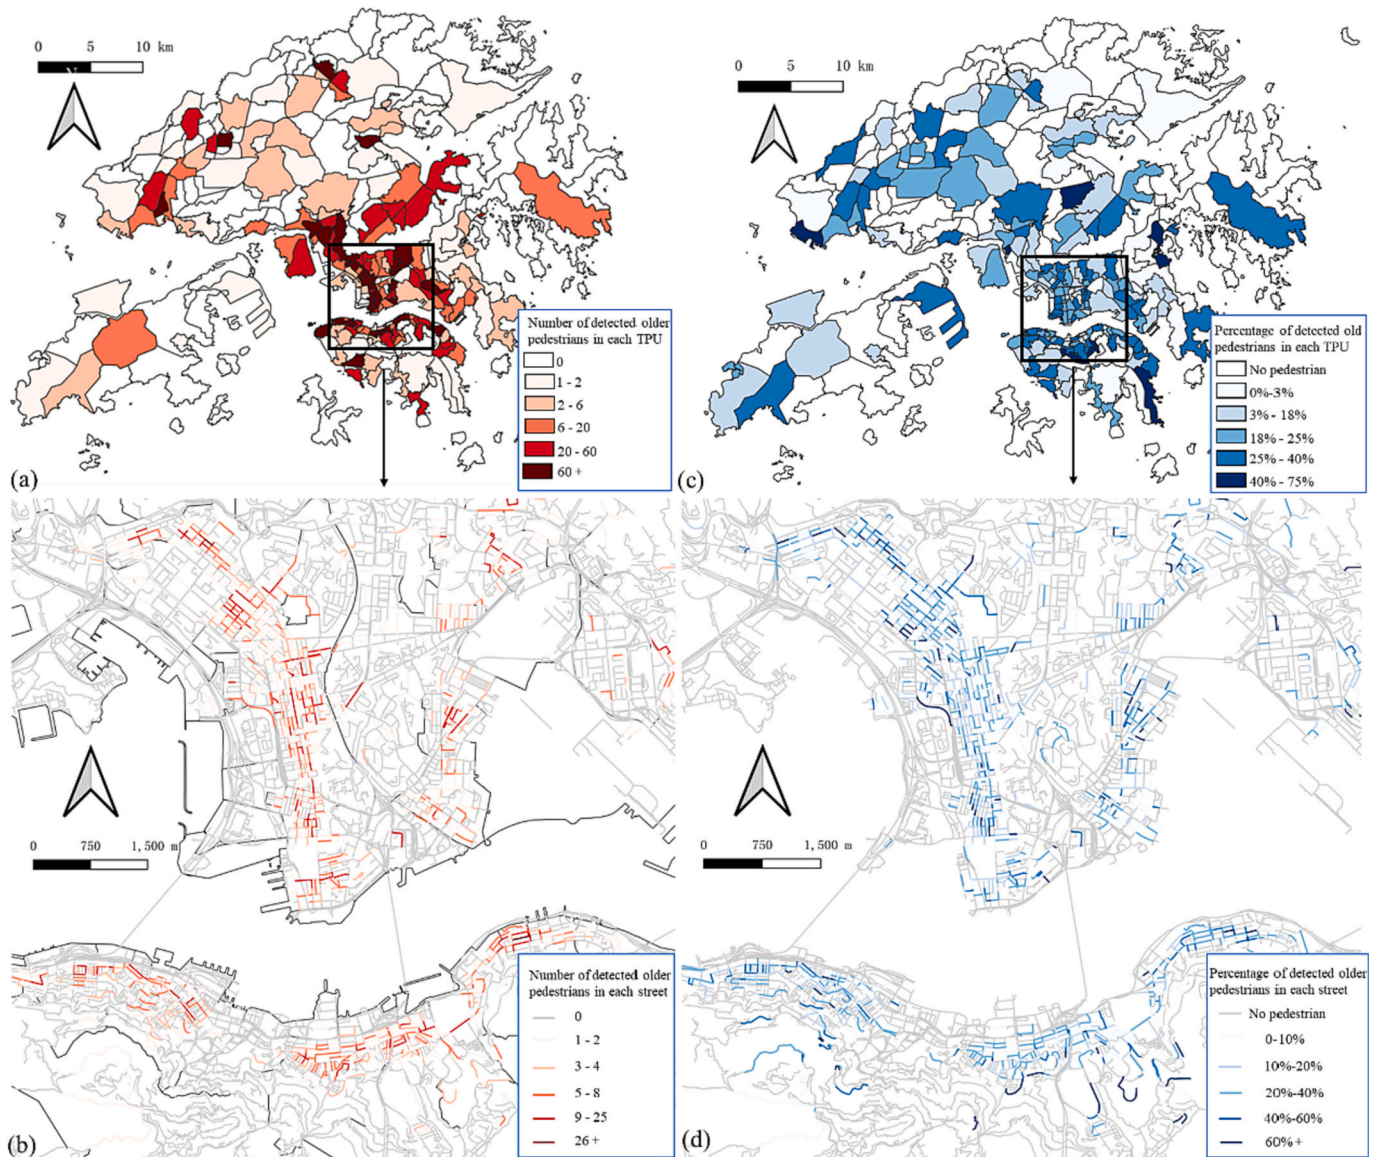 0 5 10 km
N
Number of detected older
pedestrians in each TPU
0
1 - 2
2 - 6
6 - 20
20 - 60
60 +
(a)
0 5 10 km
Percentage of detected old
pedestrians in each TPU
No pedestrian
0%-3%
3% - 18%
18% - 25%
25% - 40%
40% - 75%
(c)
0 750 1,500 m
Number of detected older
pedestrians in each street
0
1 - 2
3 - 4
5 - 8
9 - 25
26 +
(b)
0 750 1,500 m
Percentage of detected older
pedestrians in each street
No pedestrian
0-10%
10%-20%
20%-40%
40%-60%
60% +
(d)